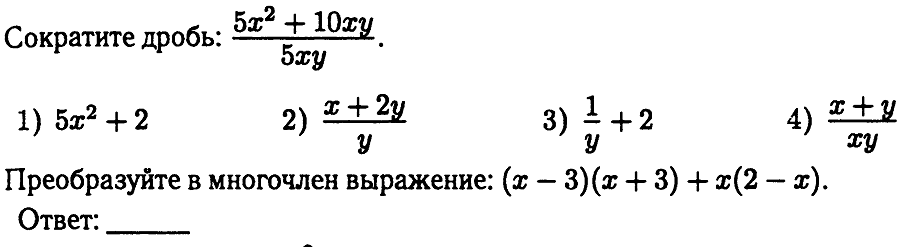 Сократите дробь: \frac{5x^2 + 10xy}{5xy}.
1) 5x^2 + 2 2) \frac{x + 2y}{y} 3) \frac{1}{y} + 2 4) \frac{x + y}{xy}
Преобразуйте в многочлен выражение: (x − 3)(x + 3) + x(2 − x).
Ответ: ______